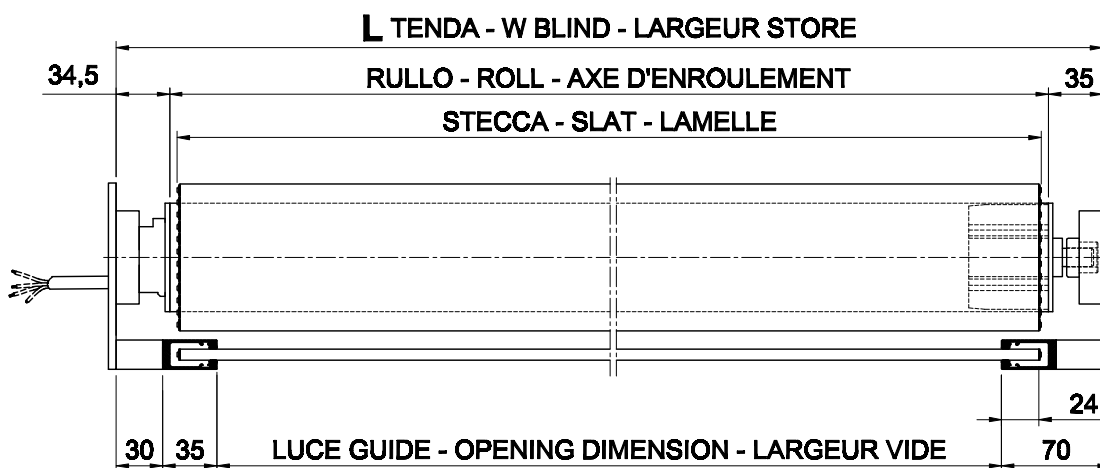 L TENDA - W BLIND - LARGEUR STORE
34,5
RULLO - ROLL - AXE D'ENROULEMENT
35
STECCA - SLAT - LAMELLE
24
30
35
LUCE GUIDE - OPENING DIMENSION - LARGEUR VIDE
70